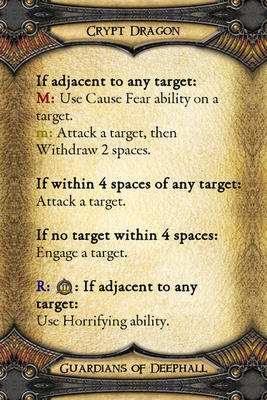 Crypt Dragon
If adjacent to any target:
M: Use Cause Fear ability on a
target.
m: Attack a target, then
Withdraw 2 spaces.
If within 4 spaces of any target:
Attack a target.
If no target within 4 spaces:
Engage a target.
R: : If adjacent to any
target:
Use Horrifying ability.
Guardians of Deephall